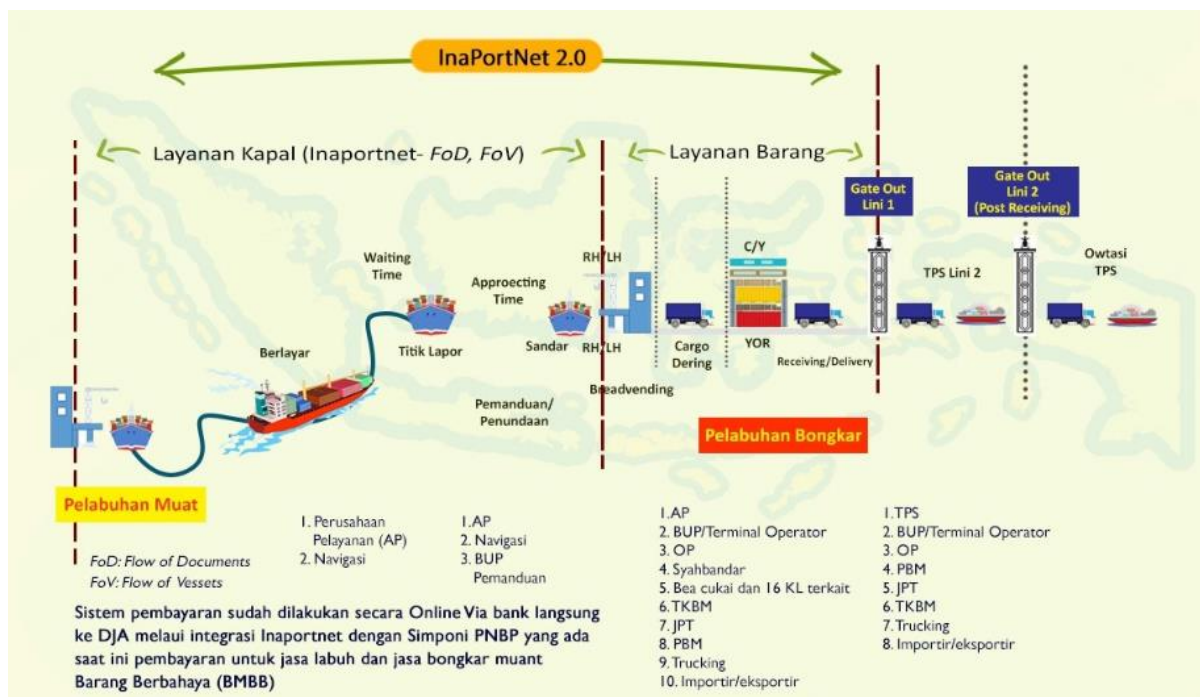 InaPortNet 2.0
Layanan Kapal (Inaportnet- FoD, FoV)
Layanan Barang
Gate Out
Lini 1
Gate Out
Lini 2
(Post Receiving)
Waiting
Time
Approecting
Time
RH/LH
C/Y
TPS Lini 2
Owtasi
TPS
Berlayar
Titik Lapor
Sandar
RH/LH
Cargo
Dering
YOR
Receiving/Delivery
Breadvending
Pemanduan/
Penundaan
Pelabuhan Bongkar
Pelabuhan Muat
FoD: Flow of Documents
FoV: Flow of Vessets
1. Perusahaan
Pelayanan (AP)
2. Navigasi
1. AP
2. Navigasi
3. BUP
Pemanduan
1.AP
2. BUP/Terminal Operator
3. OP
4. Syahbandar
5. Bea cukai dan 16 KL terkait
6.TKBM
7. JPT
8. PBM
9. Trucking
10. Importir/eksportir
1.TPS
2. BUP/Terminal Operator
3. OP
4. PBM
5. JPT
6. TKBM
7. Trucking
8. Importir/eksportir
Sistem pembayaran sudah dilakukan secara Online Via bank langsung
ke DJA melaui integrasi Inaportnet dengan Simponi PNBP yang ada
saat ini pembayaran untuk jasa labuh dan jasa bongkar muant
Barang Berbahaya (BMBB)